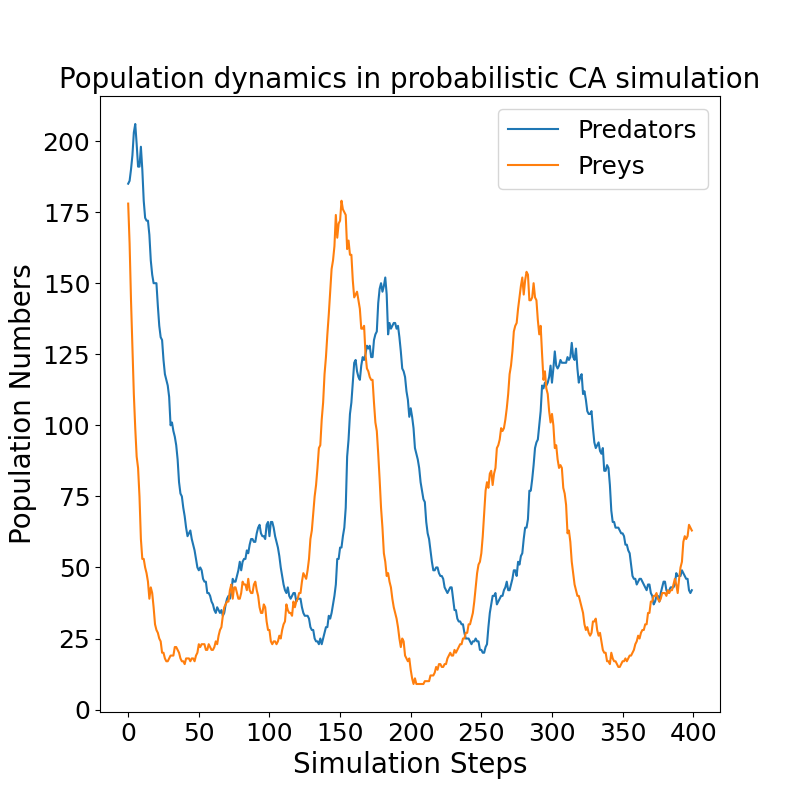 Population dynamics in probabilistic CA simulation
Predators
Preys
Population Numbers
200
175
150
125
100
75
50
25
0
0 50 100 150 200 250 300 350 400
Simulation Steps